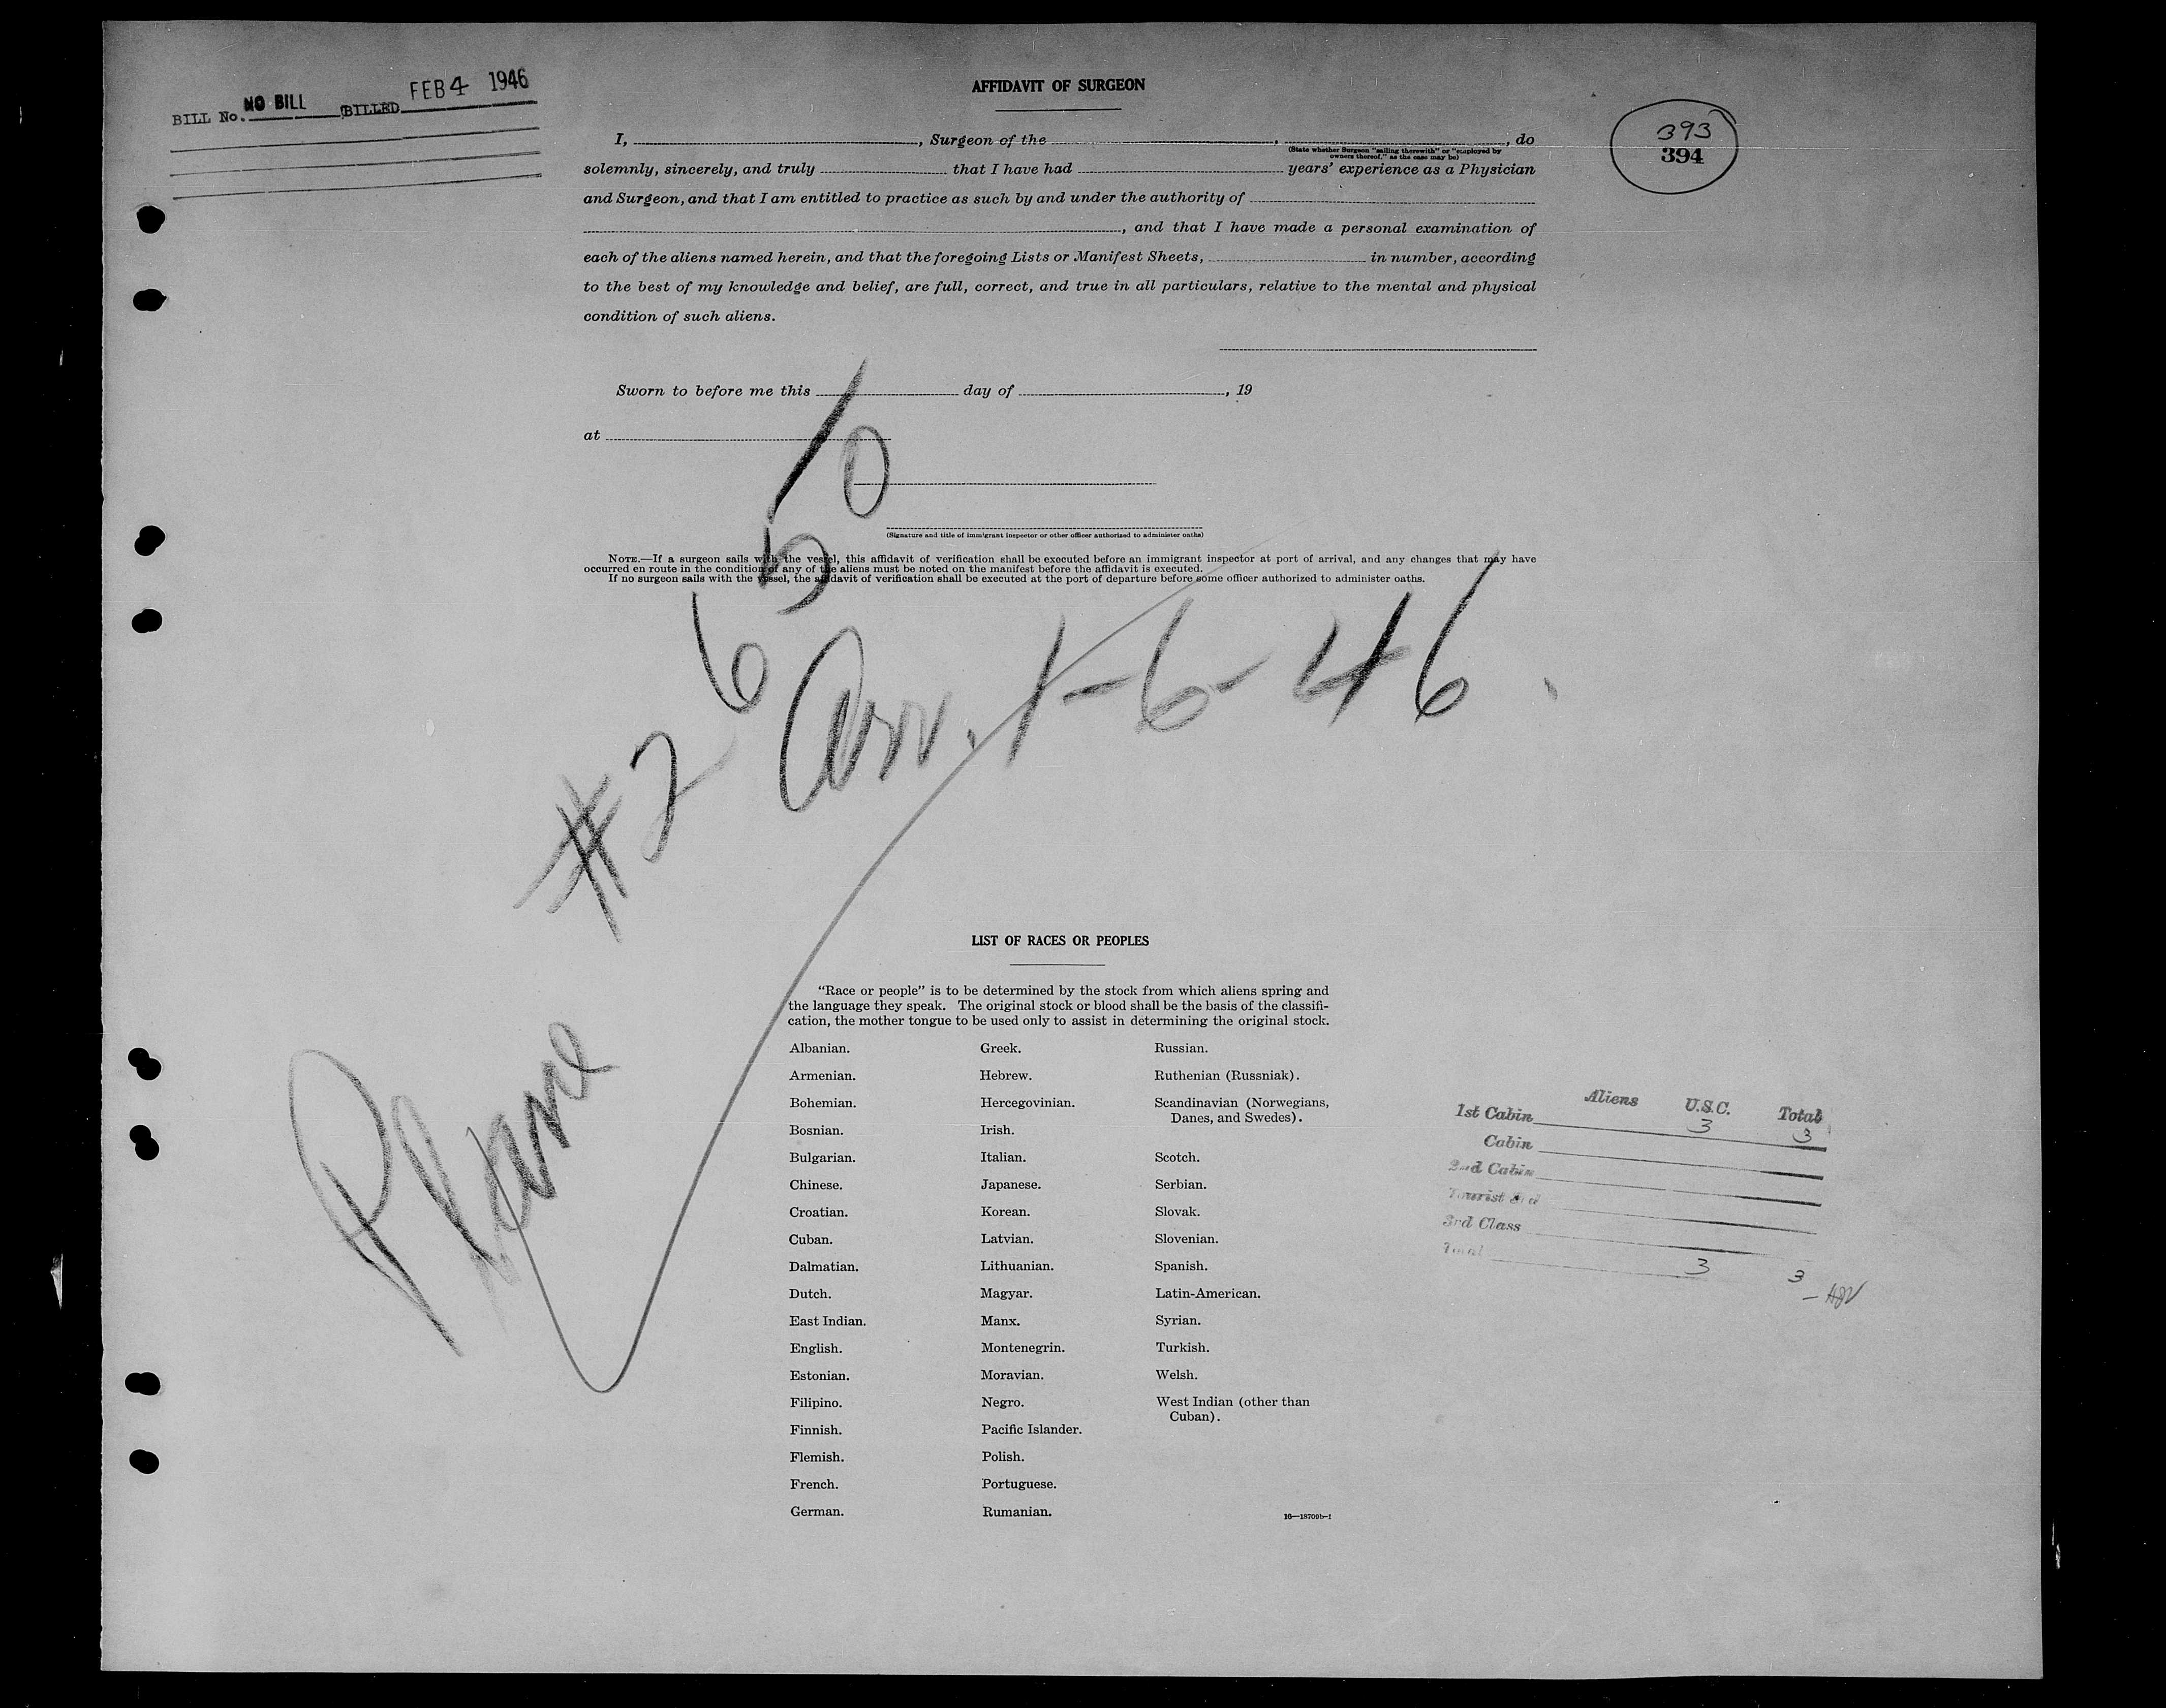 BILL No. NO BILL BILLED FEB 4 1946
AFFIDAVIT OF SURGEON
393
394
I, , Surgeon of the , , do
(State whether Surgeon "sailing therewith" or "employed by
owners thereof," as the case may be)
solemnly, sincerely, and truly that I have had years' experience as a Physician
and Surgeon, and that I am entitled to practice as such by and under the authority of
, and that I have made a personal examination of
each of the aliens named herein, and that the foregoing Lists or Manifest Sheets, in number, according
to the best of my knowledge and belief, are full, correct, and true in all particulars, relative to the mental and physical
condition of such aliens.
Sworn to before me this day of , 19
at
(Signature and title of immigrant inspector or other officer authorized to administer oaths)
NOTE.—If a surgeon sails with the vessel, this affidavit of verification shall be executed before an immigrant inspector at port of arrival, and any changes that may have
occurred en route in the condition of any of the aliens must be noted on the manifest before the affidavit is executed.
If no surgeon sails with the vessel, the affidavit of verification shall be executed at the port of departure before some officer authorized to administer oaths.
Plane #2650
Arr. 1-6-46
LIST OF RACES OR PEOPLES
"Race or people" is to be determined by the stock from which aliens spring and
the language they speak. The original stock or blood shall be the basis of the classifi-
cation, the mother tongue to be used only to assist in determining the original stock.
Albanian.
Armenian.
Bohemian.
Bosnian.
Bulgarian.
Chinese.
Croatian.
Cuban.
Dalmatian.
Dutch.
East Indian.
English.
Estonian.
Filipino.
Finnish.
Flemish.
French.
German.
Greek.
Hebrew.
Hercegovinian.
Irish.
Italian.
Japanese.
Korean.
Latvian.
Lithuanian.
Magyar.
Manx.
Montenegrin.
Moravian.
Negro.
Pacific Islander.
Polish.
Portuguese.
Rumanian.
Russian.
Ruthenian (Russniak).
Scandinavian (Norwegians,
Danes, and Swedes).
Scotch.
Serbian.
Slovak.
Slovenian.
Spanish.
Latin-American.
Syrian.
Turkish.
Welsh.
West Indian (other than
Cuban).
16—18709b-1
Aliens U.S.C. Total
1st Cabin 3 3
Cabin
2nd Cabin
Tourist 3rd
3rd Class
Total 3 3